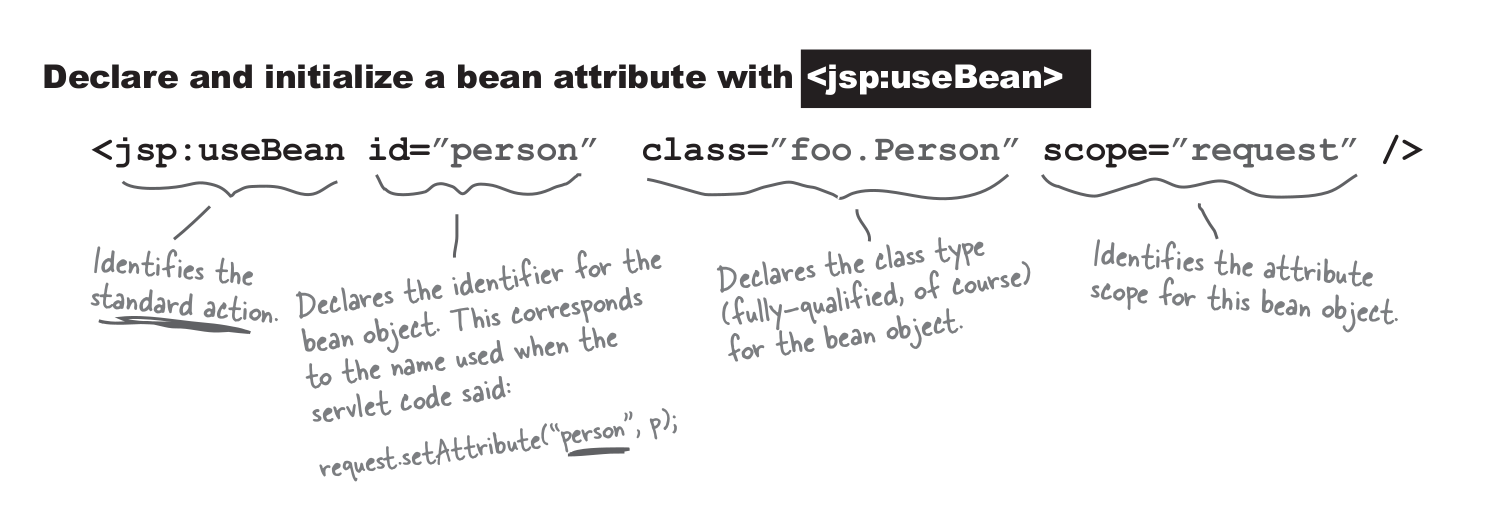 Declare and initialize a bean attribute with <jsp:useBean>
<jsp:useBean id=”person” class=”foo.Person” scope=”request” />
Identifies the
standard action.
Declares the identifier for the
bean object. This corresponds
to the name used when the
servlet code said:
request.setAttribute(“person”, p);
Declares the class type
(fully-qualified, of course)
for the bean object.
Identifies the attribute
scope for this bean object.